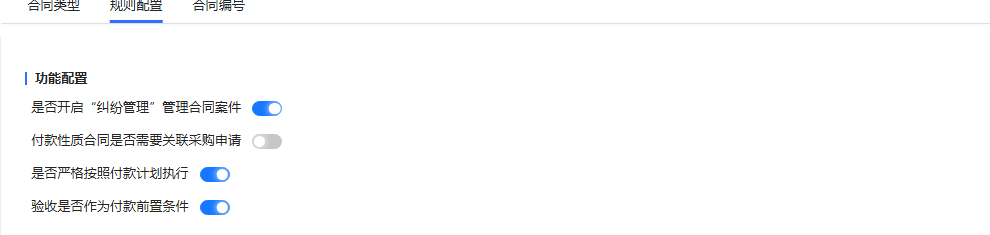 合同类型 规则配置 合同编号
功能配置
是否开启“纠纷管理”管理合同案件
付款性质合同是否需要关联采购申请
是否严格按照付款计划执行
验收是否作为付款前置条件